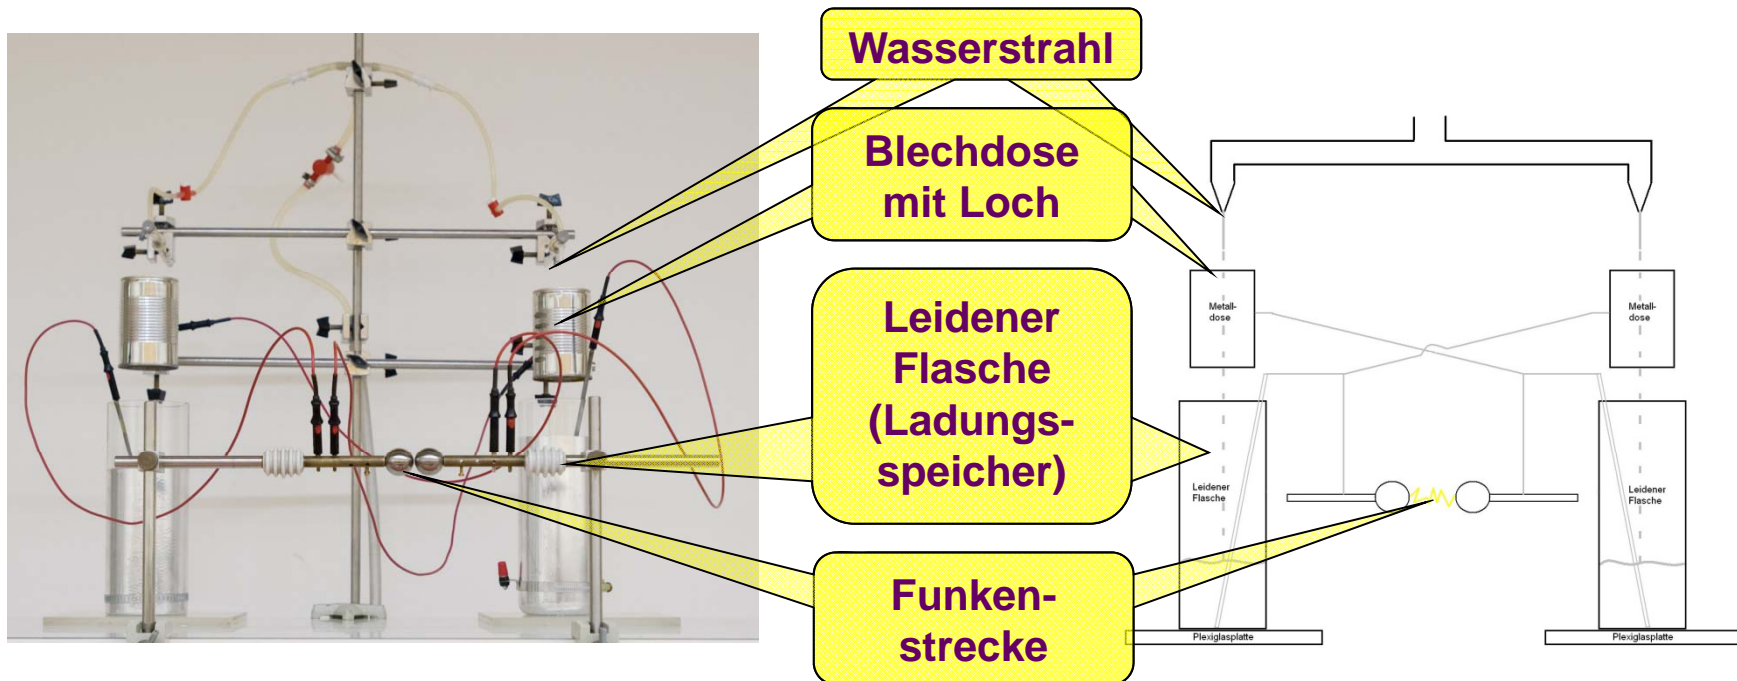 Wasserstrahl
Blechdose
mit Loch
Leidener
Flasche
(Ladungs-
speicher)
Funken-
strecke
Metall-
dose
Metall-
dose
Leidener
Flasche
Leidener
Flasche
Plexiglasplatte
Plexiglasplatte